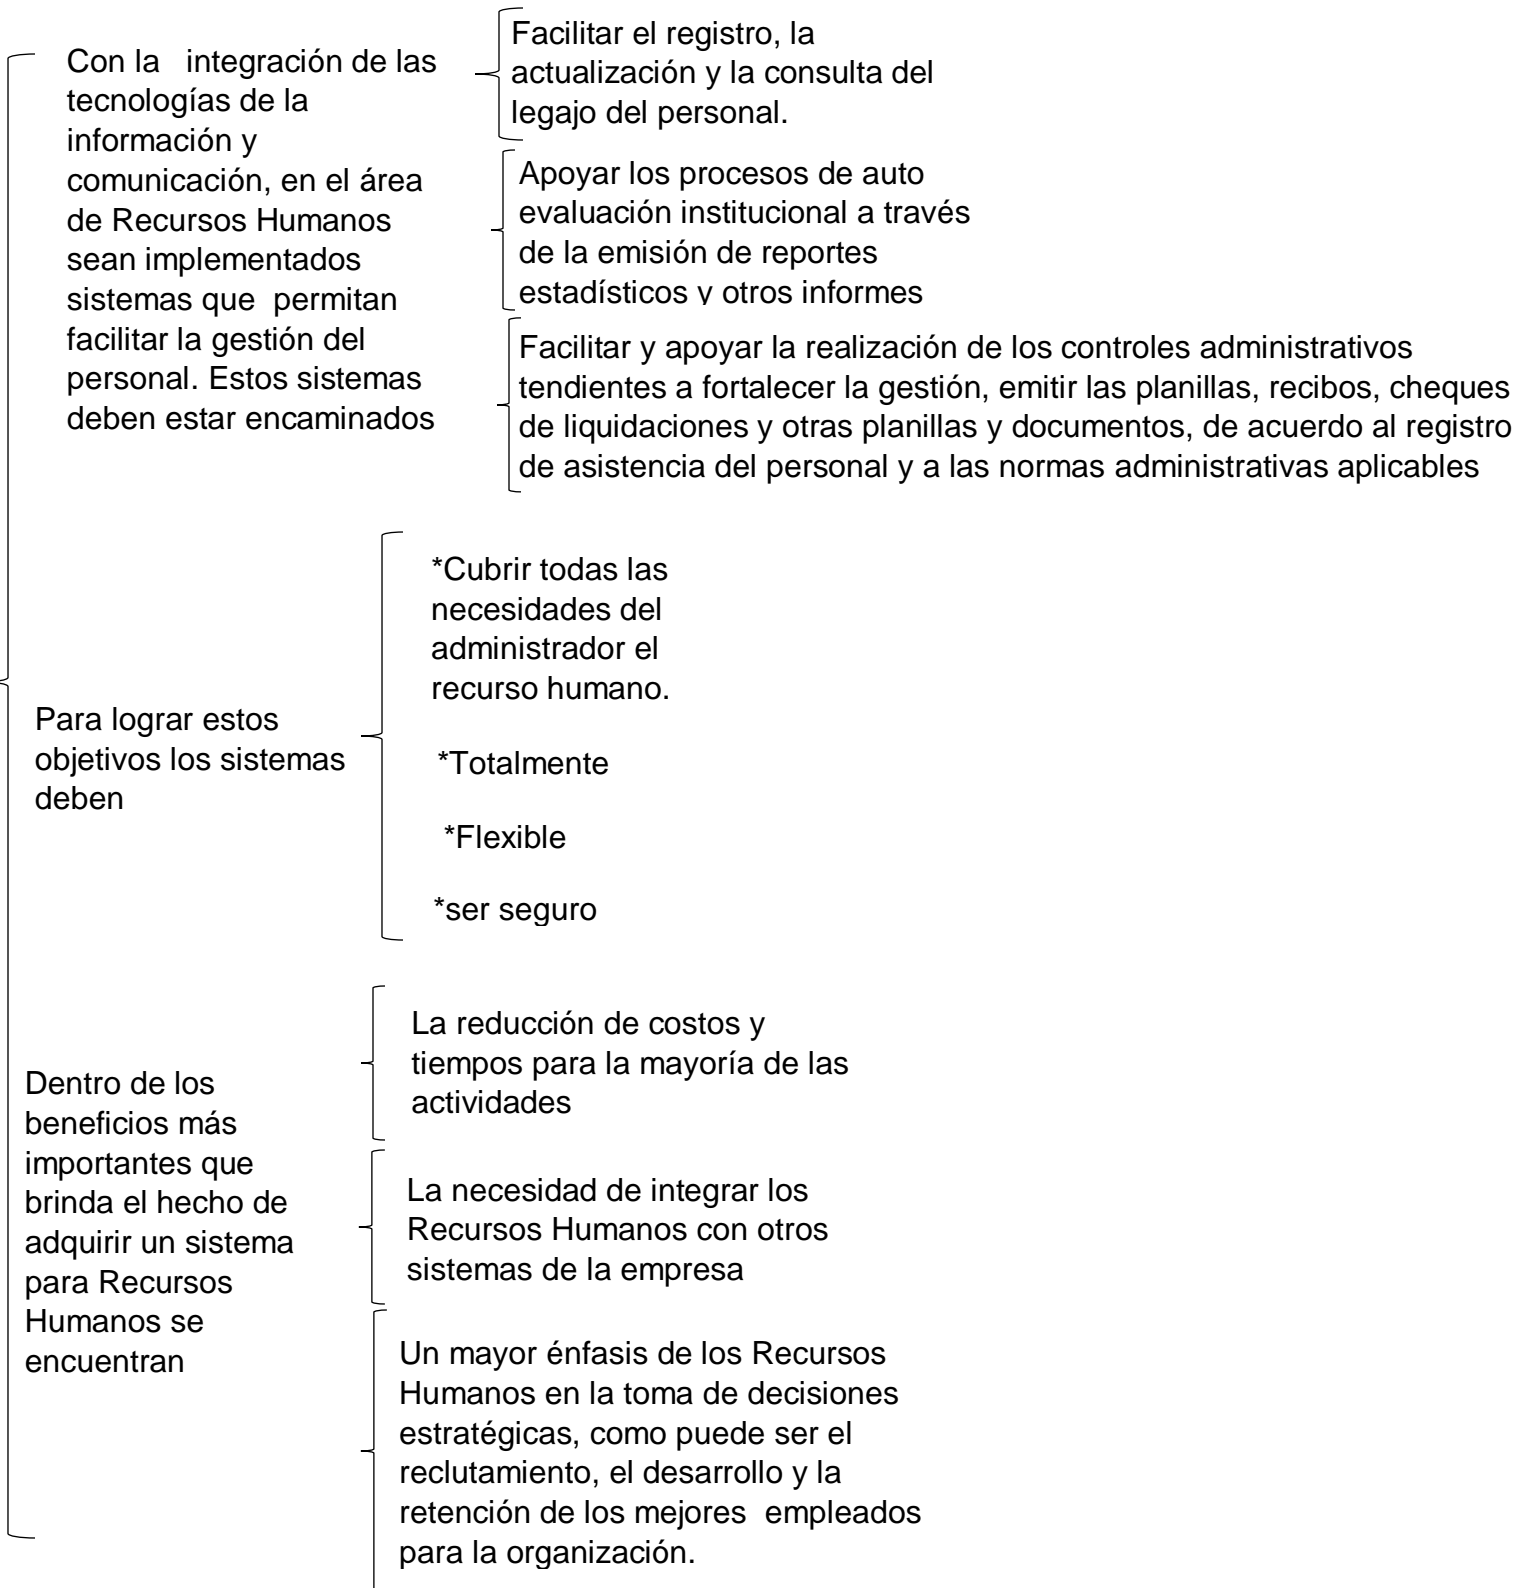 Con la   integración de las
tecnologías de la
información y
comunicación, en el área
de Recursos Humanos
sean implementados
sistemas que  permitan
facilitar la gestión del
personal. Estos sistemas
deben estar encaminados
Facilitar el registro, la
actualización y la consulta del
legajo del personal.
Apoyar los procesos de auto
evaluación institucional a través
de la emisión de reportes
estadísticos y otros informes
Facilitar y apoyar la realización de los controles administrativos
tendientes a fortalecer la gestión, emitir las planillas, recibos, cheques
de liquidaciones y otras planillas y documentos, de acuerdo al registro
de asistencia del personal y a las normas administrativas aplicables
Para lograr estos
objetivos los sistemas
deben
*Cubrir todas las
necesidades del
administrador el
recurso humano.
*Totalmente
*Flexible
*ser seguro
Dentro de los
beneficios más
importantes que
brinda el hecho de
adquirir un sistema
para Recursos
Humanos se
encuentran
La reducción de costos y
tiempos para la mayoría de las
actividades
La necesidad de integrar los
Recursos Humanos con otros
sistemas de la empresa
Un mayor énfasis de los Recursos
Humanos en la toma de decisiones
estratégicas, como puede ser el
reclutamiento, el desarrollo y la
retención de los mejores  empleados
para la organización.